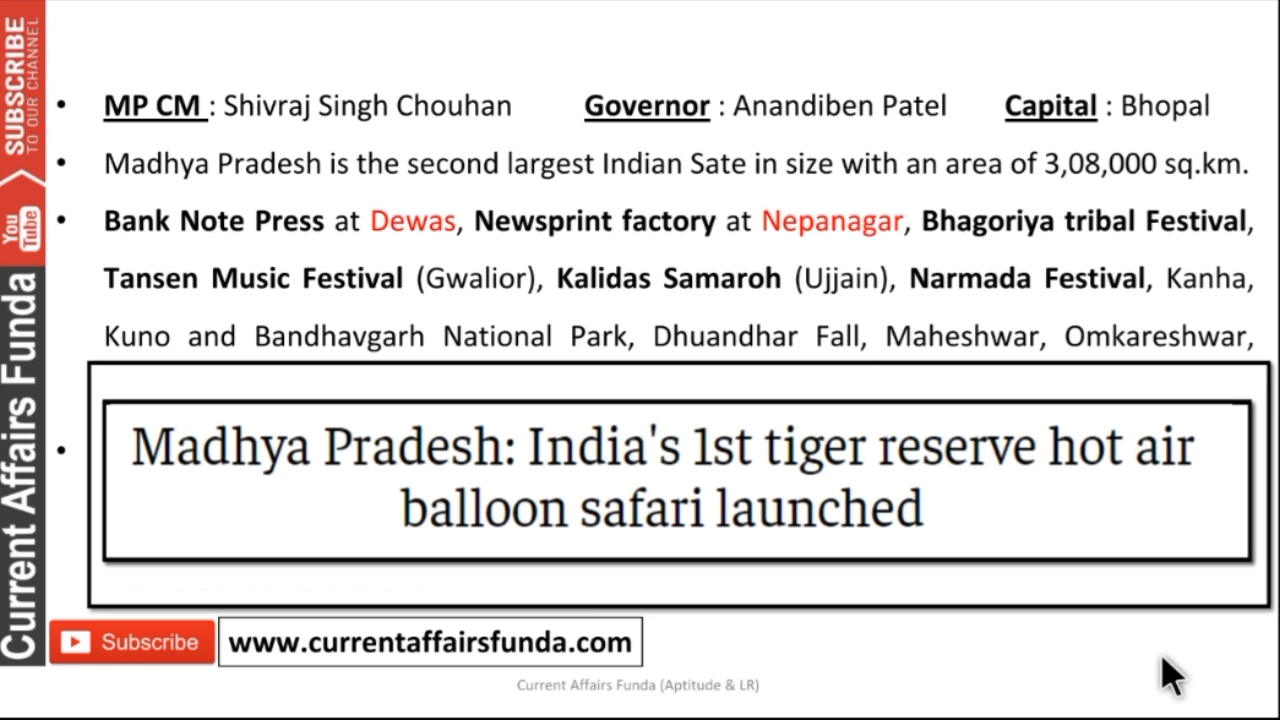 SUBSCRIBE
TO OUR CHANNEL
You
Tube
Current Affairs Funda
• MP CM : Shivraj Singh Chouhan Governor : Anandiben Patel Capital : Bhopal
• Madhya Pradesh is the second largest Indian Sate in size with an area of 3,08,000 sq.km.
• Bank Note Press at Dewas, Newsprint factory at Nepanagar, Bhagoriya tribal Festival,
Tansen Music Festival (Gwalior), Kalidas Samaroh (Ujjain), Narmada Festival, Kanha,
Kuno and Bandhavgarh National Park, Dhuandhar Fall, Maheshwar, Omkareshwar,
• Madhya Pradesh: India's 1st tiger reserve hot air
balloon safari launched
Subscribe
www.currentaffairsfunda.com
Current Affairs Funda (Aptitude & LR)